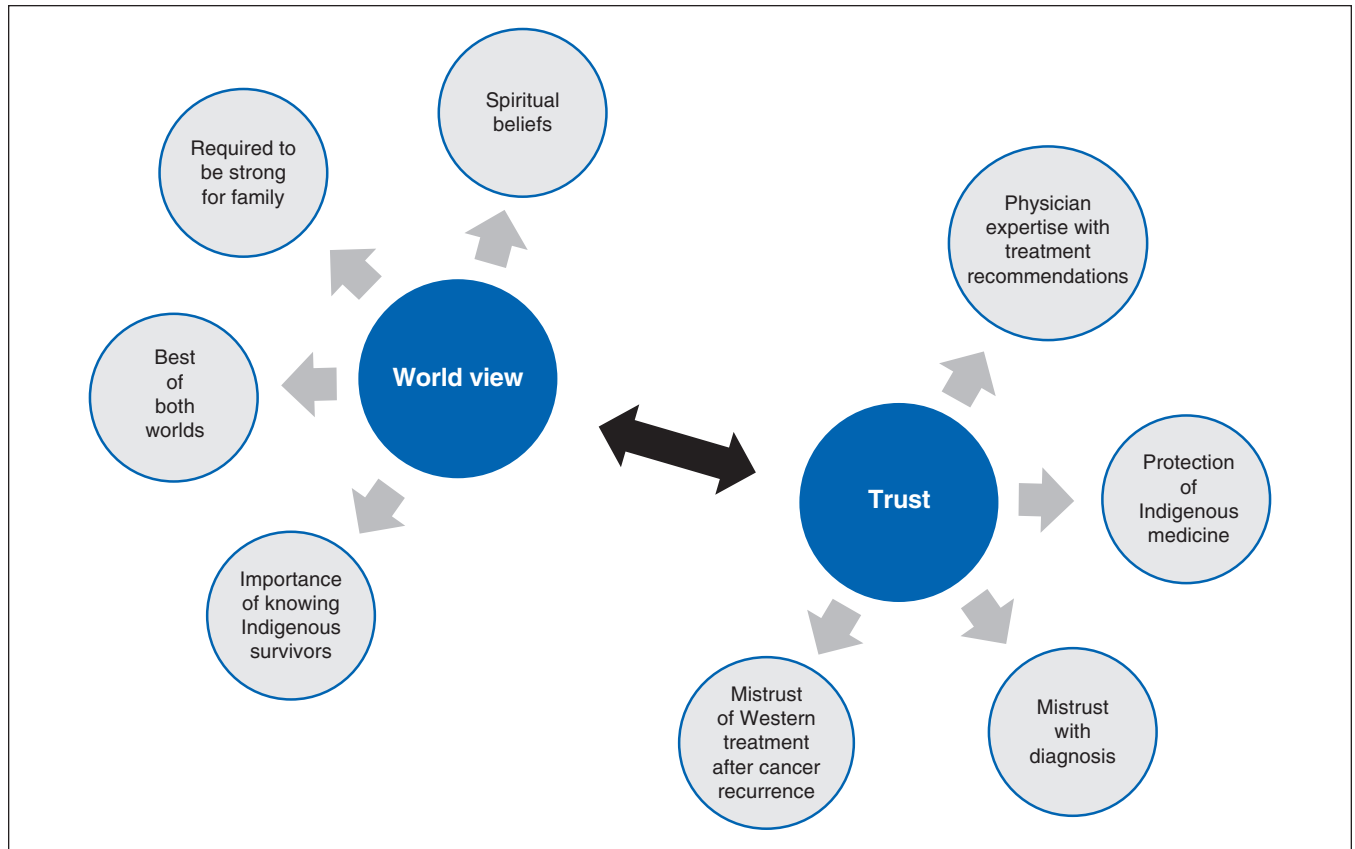 Spiritual
beliefs
Required to
be strong
for family
World view
Best
of
both
worlds
Importance
of knowing
Indigenous
survivors
Physician
expertise with
treatment
recommendations
Trust
Protection
of
Indigenous
medicine
Mistrust
with
diagnosis
Mistrust
of Western
treatment
after cancer
recurrence